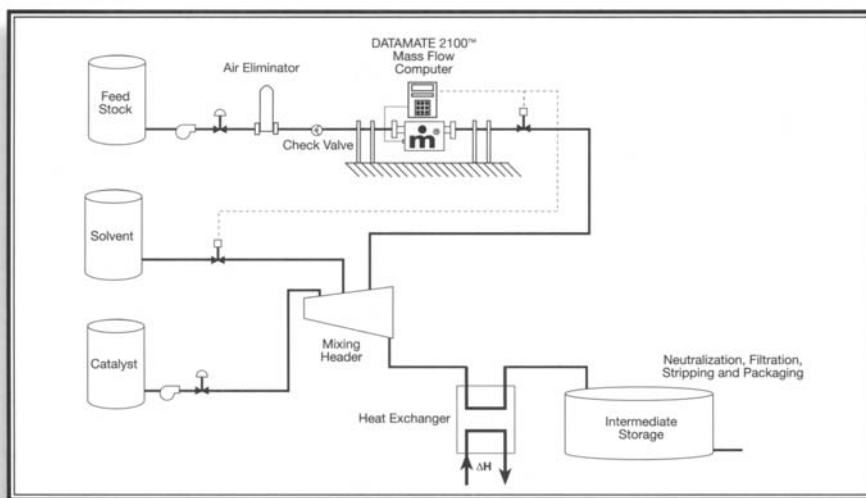 DATAMATE 2100™
Mass Flow
Computer
Air Eliminator
Feed
Stock
Check Valve
m®
Solvent
Catalyst
Mixing
Header
Heat Exchanger
ΔH
Neutralization, Filtration,
Stripping and Packaging
Intermediate
Storage